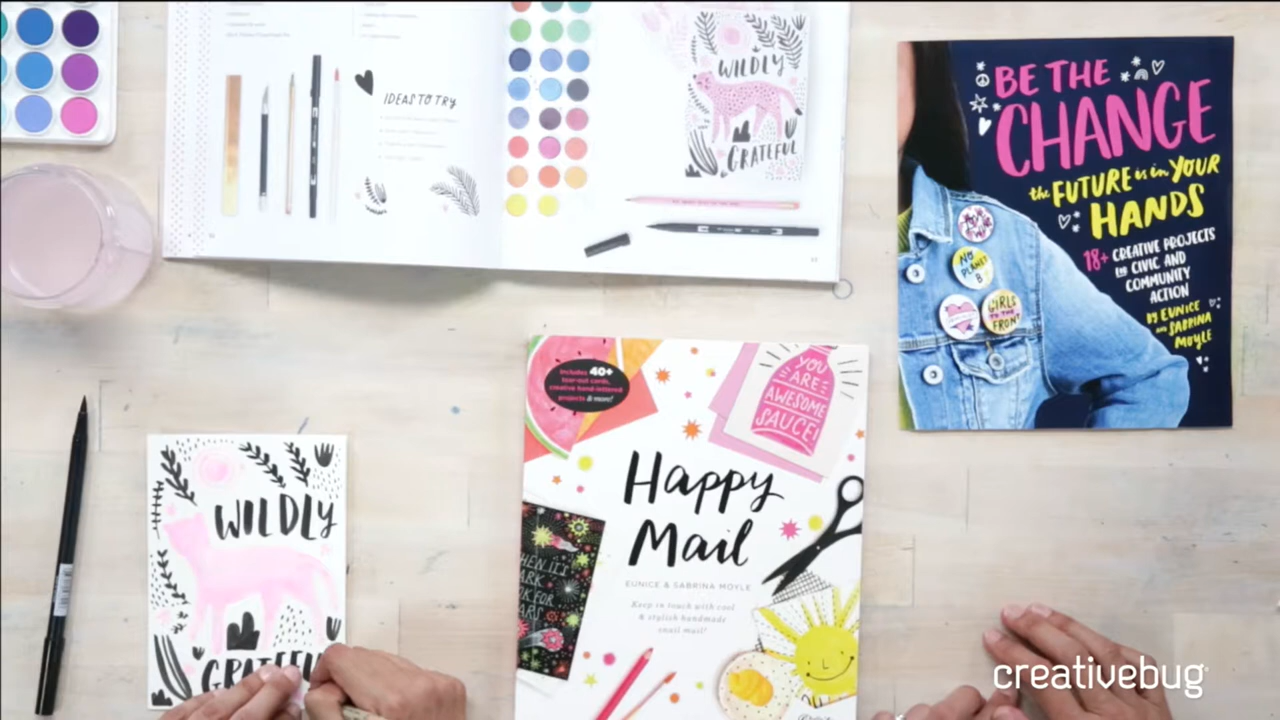 IDEAS TO TRY
WILDLY
GRATEFUL
BE THE
CHANGE
the FUTURE is in YOUR
HANDS
18+ CREATIVE PROJECTS
for CIVIC AND
COMMUNITY
ACTION
BY EUNICE
AND SABRINA
MOYLE
NO
PLANET
B
GIRLS
TO THE
FRONT
includes 40+
tear-out cards,
creative hand-lettered
projects & more!
YOU
ARE
AWESOME
SAUCE!
Happy
Mail
EUNICE & SABRINA MOYLE
Keep in touch with cool
& stylish handmade
snail mail!
WILDLY
GRATEFUL
creativebug